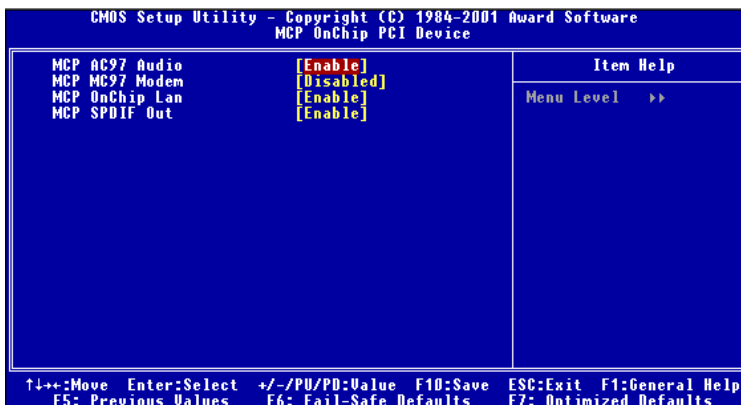 CMOS Setup Utility - Copyright (C) 1984-2001 Award Software
MCP OnChip PCI Device
MCP AC97 Audio [Enable]
MCP MC97 Modem [Disabled]
MCP OnChip Lan [Enable]
MCP SPDIF Out [Enable]
Item Help
Menu Level ▸▸
↑↓→←:Move Enter:Select +/-/PU/PD:Value F10:Save ESC:Exit F1:General Help
F5: Previous Values F6: Fail-Safe Defaults F7: Optimized Defaults